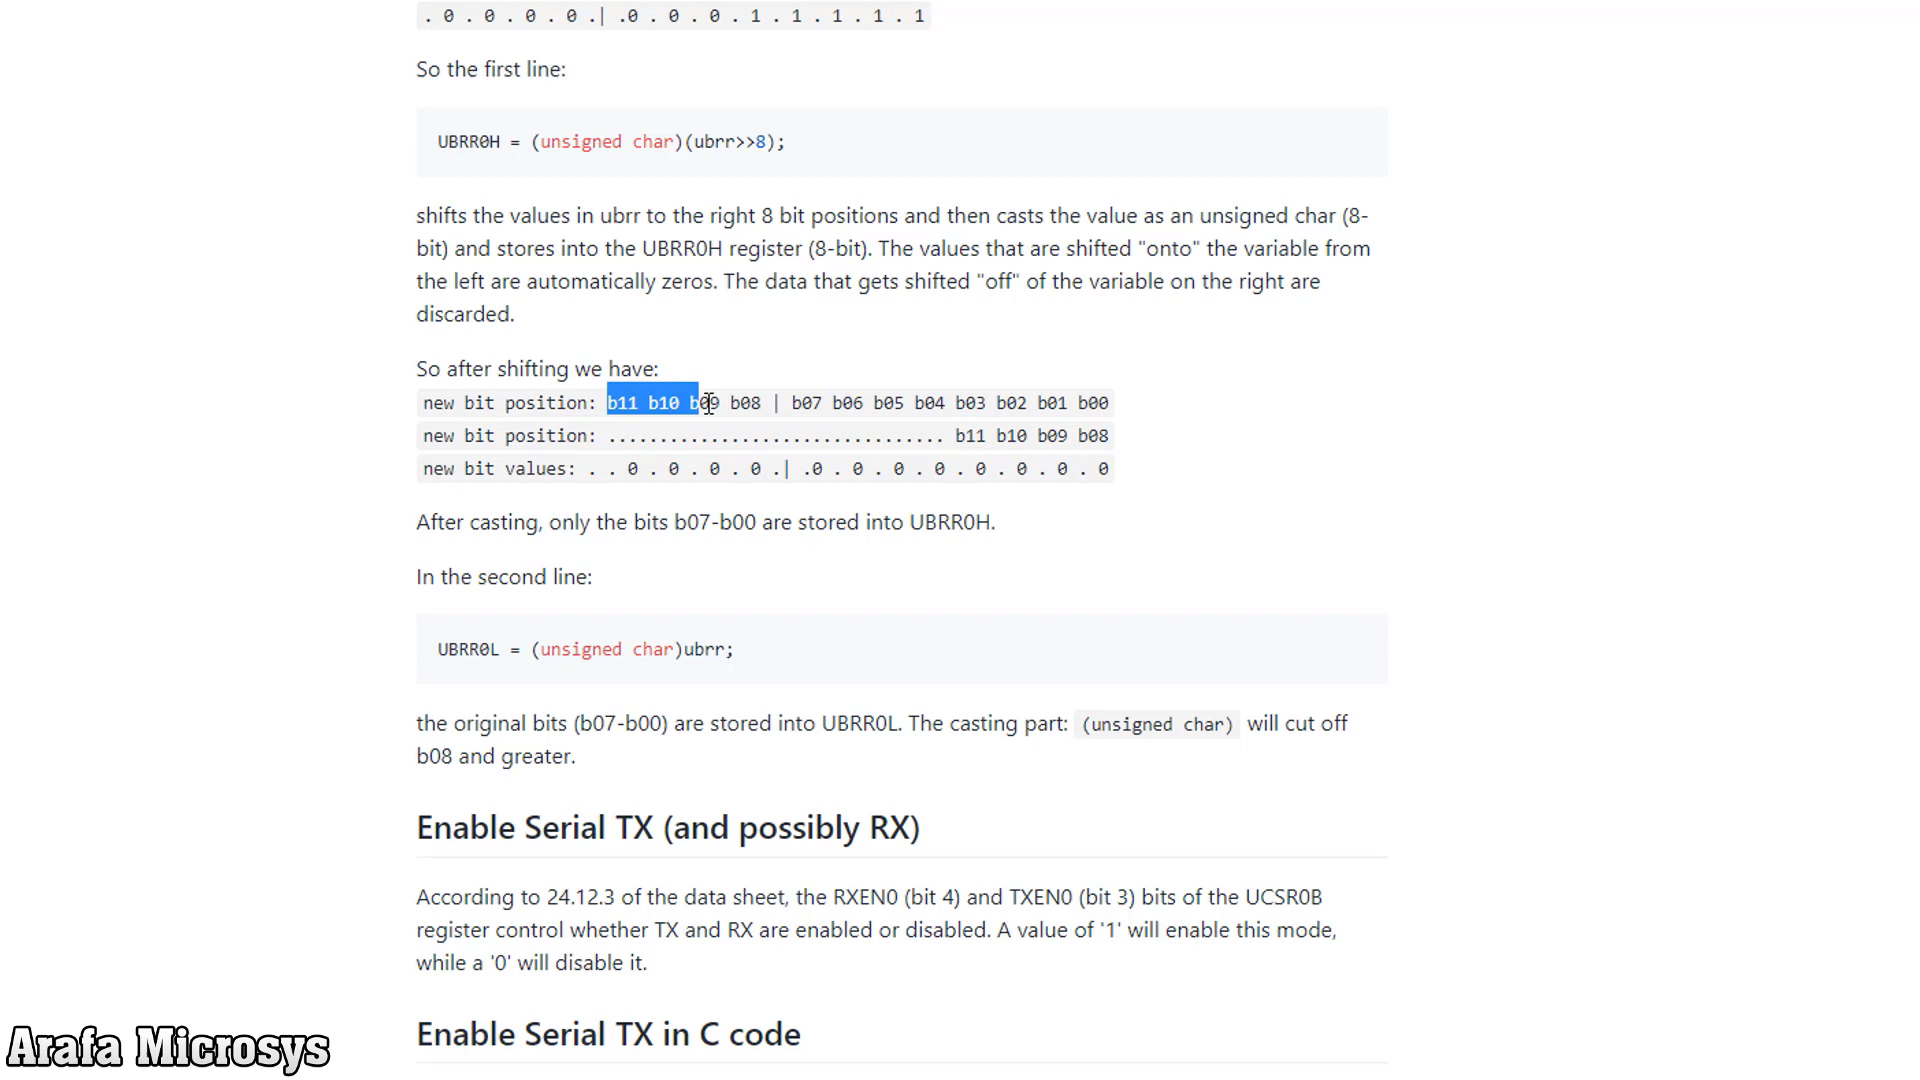 . 0 . 0 . 0 . 0 .| .0 . 0 . 0 . 1 . 1 . 1 . 1 . 1
So the first line:
UBRR0H = (unsigned char)(ubrr>>8);
shifts the values in ubrr to the right 8 bit positions and then casts the value as an unsigned char (8-
bit) and stores into the UBRR0H register (8-bit). The values that are shifted "onto" the variable from
the left are automatically zeros. The data that gets shifted "off" of the variable on the right are
discarded.
So after shifting we have:
new bit position: b11 b10 b09 b08 | b07 b06 b05 b04 b03 b02 b01 b00
new bit position: ................................. b11 b10 b09 b08
new bit values: . . 0 . 0 . 0 . 0 .| .0 . 0 . 0 . 0 . 0 . 0 . 0 . 0
After casting, only the bits b07-b00 are stored into UBRR0H.
In the second line:
UBRR0L = (unsigned char)ubrr;
the original bits (b07-b00) are stored into UBRR0L. The casting part: (unsigned char) will cut off
b08 and greater.
Enable Serial TX (and possibly RX)
According to 24.12.3 of the data sheet, the RXEN0 (bit 4) and TXEN0 (bit 3) bits of the UCSR0B
register control whether TX and RX are enabled or disabled. A value of '1' will enable this mode,
while a '0' will disable it.
Enable Serial TX in C code
Arafa Microsys